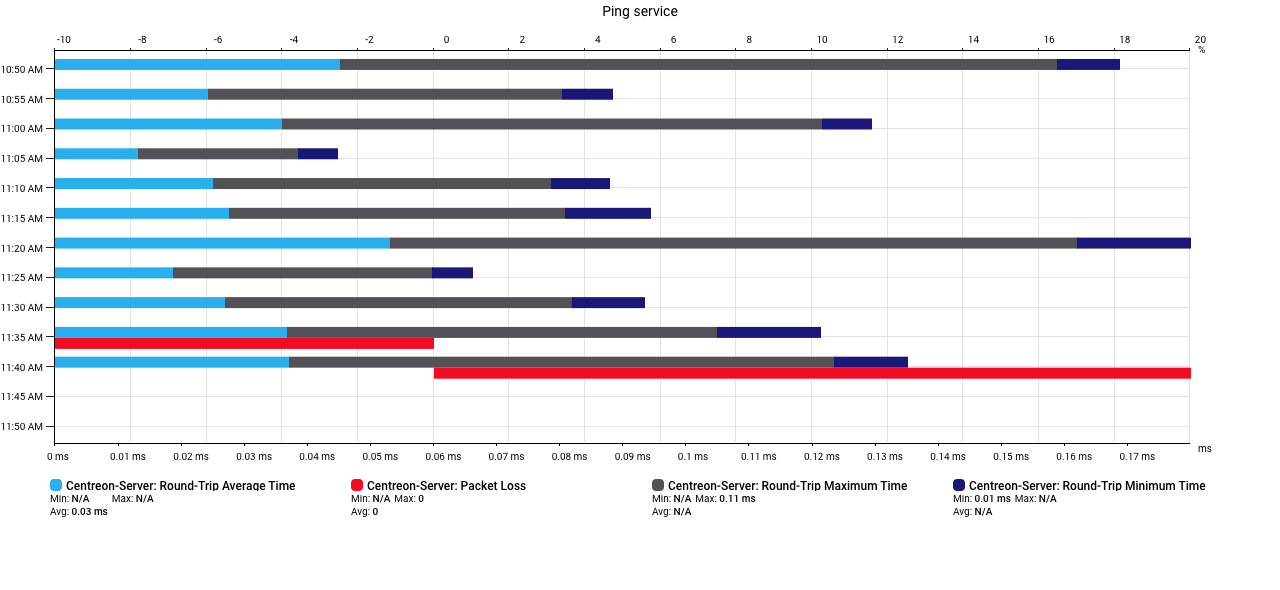 Ping service
-10 -8 -6 -4 -2 0 2 4 6 8 10 12 14 16 18 20
%
10:50 AM
10:55 AM
11:00 AM
11:05 AM
11:10 AM
11:15 AM
11:20 AM
11:25 AM
11:30 AM
11:35 AM
11:40 AM
11:45 AM
11:50 AM
ms
0 ms 0.01 ms 0.02 ms 0.03 ms 0.04 ms 0.05 ms 0.06 ms 0.07 ms 0.08 ms 0.09 ms 0.1 ms 0.11 ms 0.12 ms 0.13 ms 0.14 ms 0.15 ms 0.16 ms 0.17 ms
Centreon-Server: Round-Trip Average Time
Min: N/A Max: N/A
Avg: 0.03 ms
Centreon-Server: Packet Loss
Min: N/A Max: 0
Avg: 0
Centreon-Server: Round-Trip Maximum Time
Min: N/A Max: 0.11 ms
Avg: N/A
Centreon-Server: Round-Trip Minimum Time
Min: 0.01 ms Max: N/A
Avg: N/A